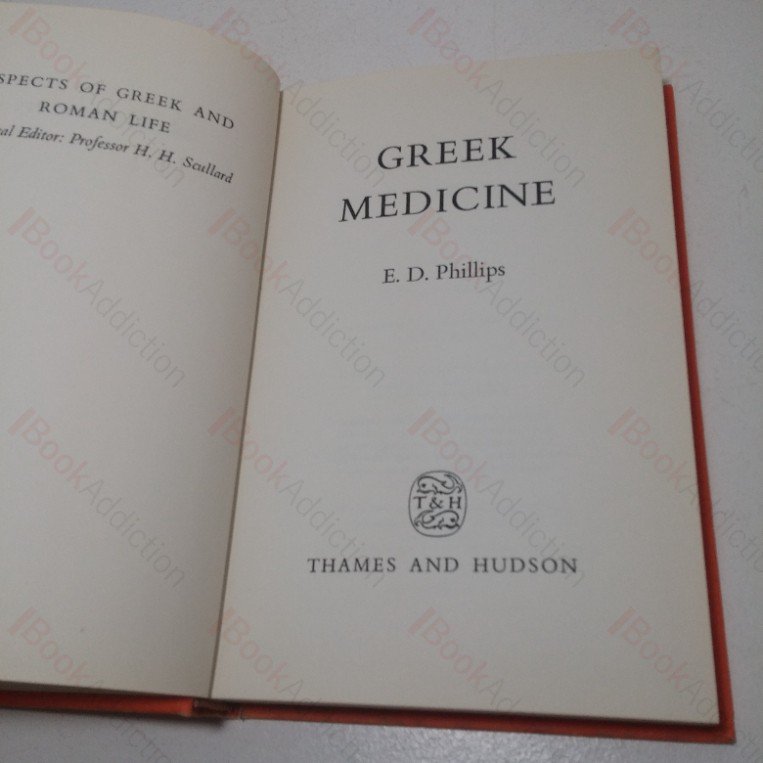 SPECTS OF GREEK AND
ROMAN LIFE
al Editor: Professor H. H. Scullard
GREEK
MEDICINE
E. D. Phillips
T & H
THAMES AND HUDSON
BookAddiction